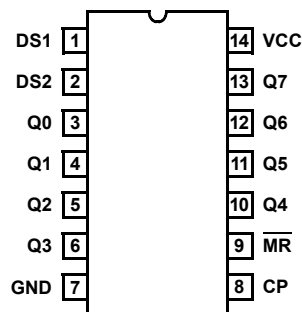 DS1 1 14 VCC
DS2 2 13 Q7
Q0 3 12 Q6
Q1 4 11 Q5
Q2 5 10 Q4
Q3 6 9 M̅R̅
GND 7 8 CP